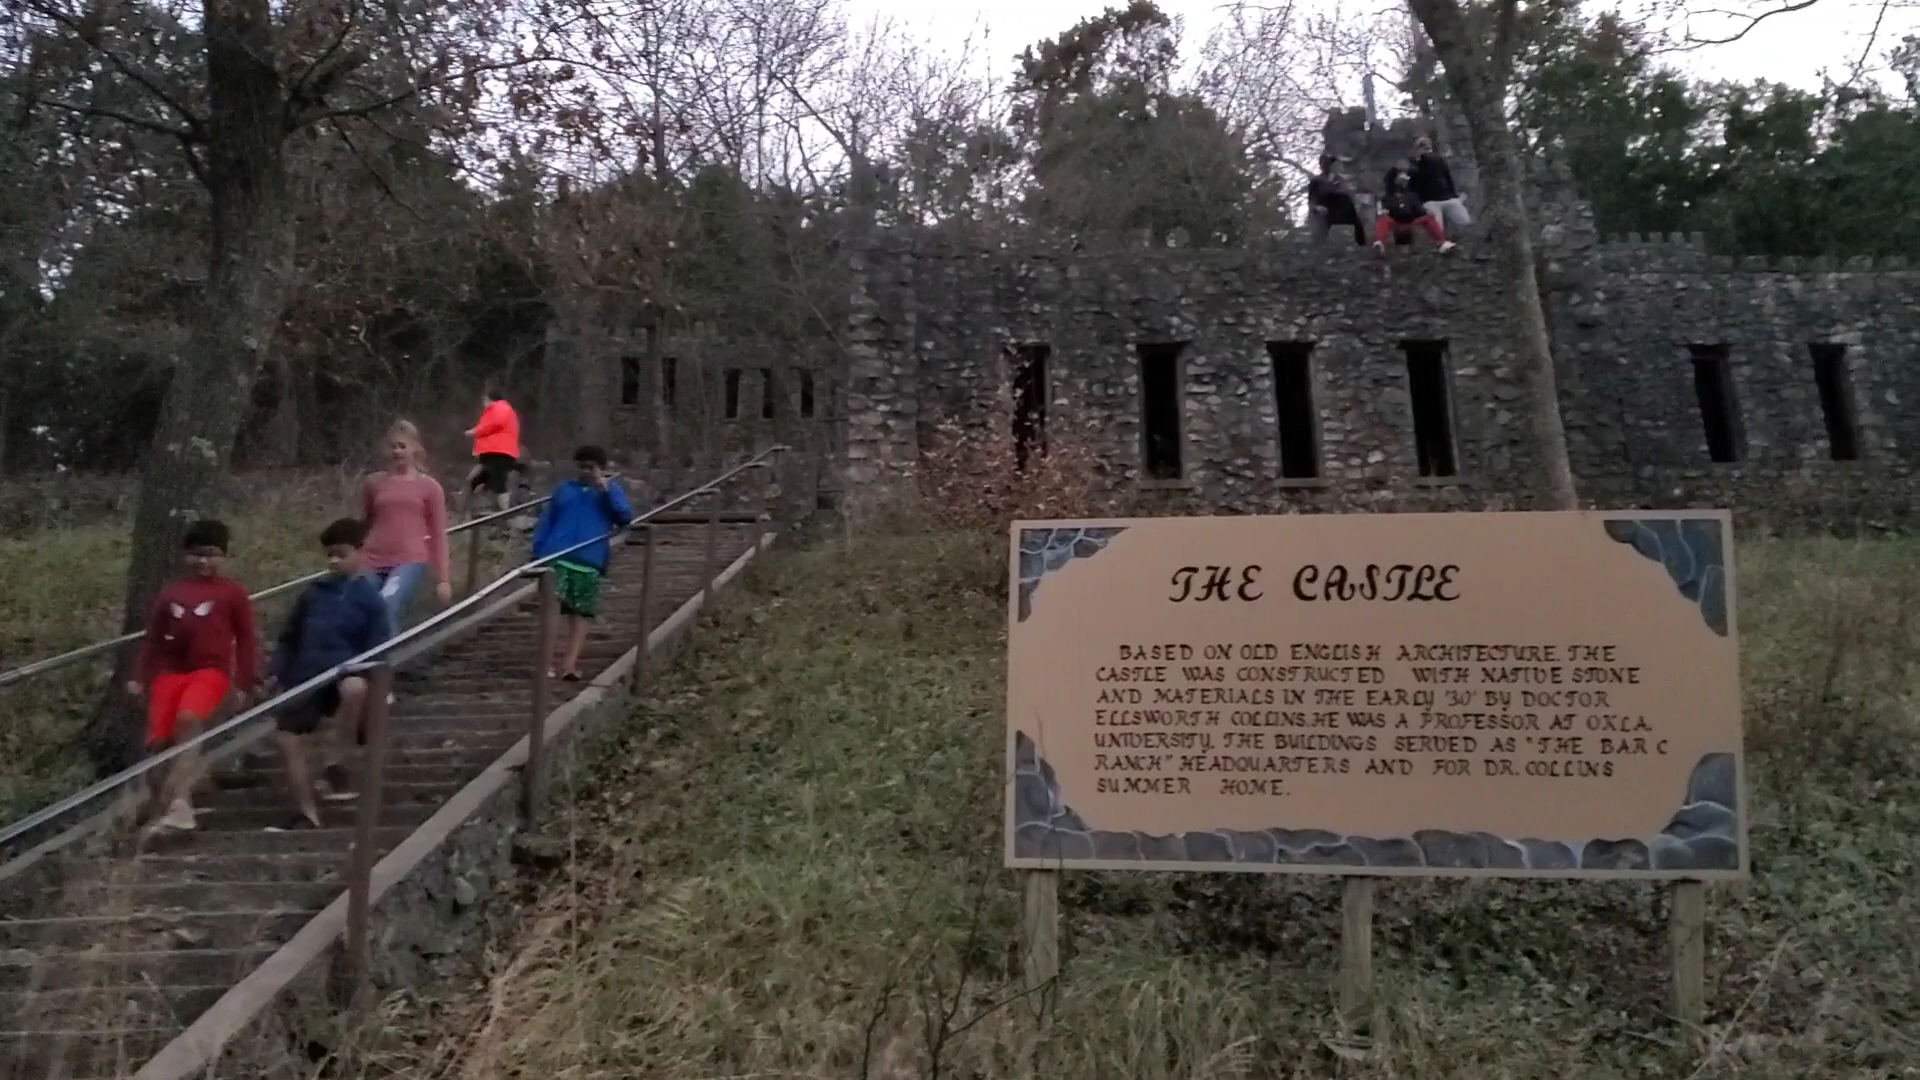 THE CASTLE
BASED ON OLD ENGLISH ARCHITECTURE. THE
CASTLE WAS CONSTRUCTED WITH NATIVE STONE
AND MATERIALS IN THE EARLY '30' BY DOCTOR
ELLSWORTH COLLINS. HE WAS A PROFESSOR AT OKLA.
UNIVERSITY. THE BUILDINGS SERVED AS "THE BAR C
RANCH" HEADQUARTERS AND FOR DR. COLLINS
SUMMER HOME.